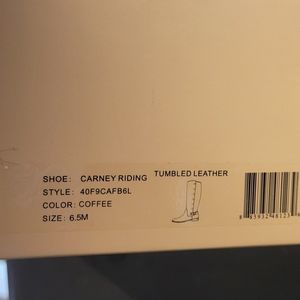 SHOE: CARNEY RIDING TUMBLED LEATHER
STYLE: 40F9CAFB6L
COLOR: COFFEE
SIZE: 6.5M